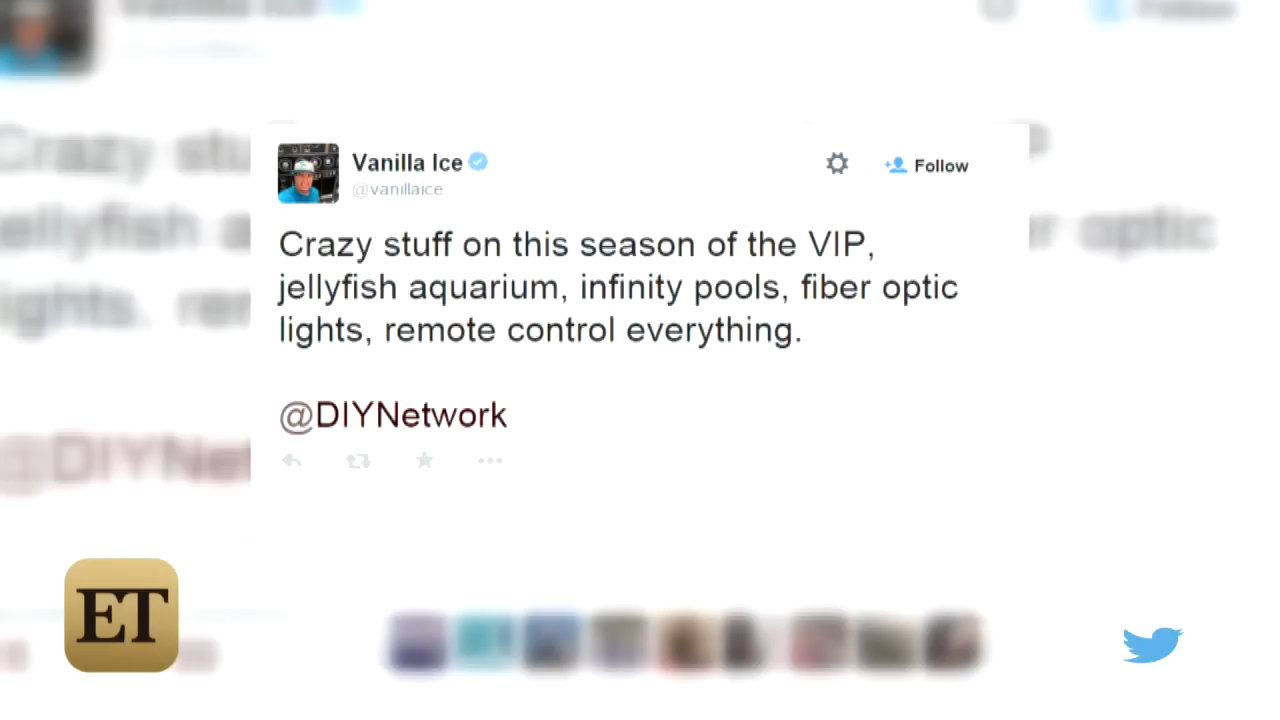 Vanilla Ice
@vanillaice
Follow
Crazy stuff on this season of the VIP,
jellyfish aquarium, infinity pools, fiber optic
lights, remote control everything.
@DIYNetwork
ET